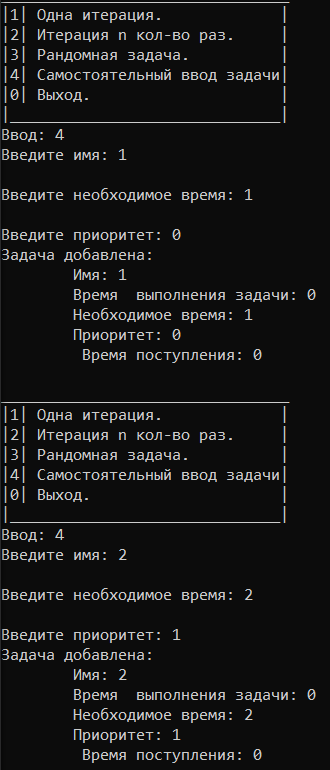 |1| Одна итерация. |
|2| Итерация n кол-во раз. |
|3| Рандомная задача. |
|4| Самостоятельный ввод задачи|
|0| Выход. |
|______________________________|
Ввод: 4
Введите имя: 1
Введите необходимое время: 1
Введите приоритет: 0
Задача добавлена:
Имя: 1
Время  выполнения задачи: 0
Необходимое время: 1
Приоритет: 0
Время поступления: 0
________________________________
|1| Одна итерация. |
|2| Итерация n кол-во раз. |
|3| Рандомная задача. |
|4| Самостоятельный ввод задачи|
|0| Выход. |
|______________________________|
Ввод: 4
Введите имя: 2
Введите необходимое время: 2
Введите приоритет: 1
Задача добавлена:
Имя: 2
Время  выполнения задачи: 0
Необходимое время: 2
Приоритет: 1
Время поступления: 0